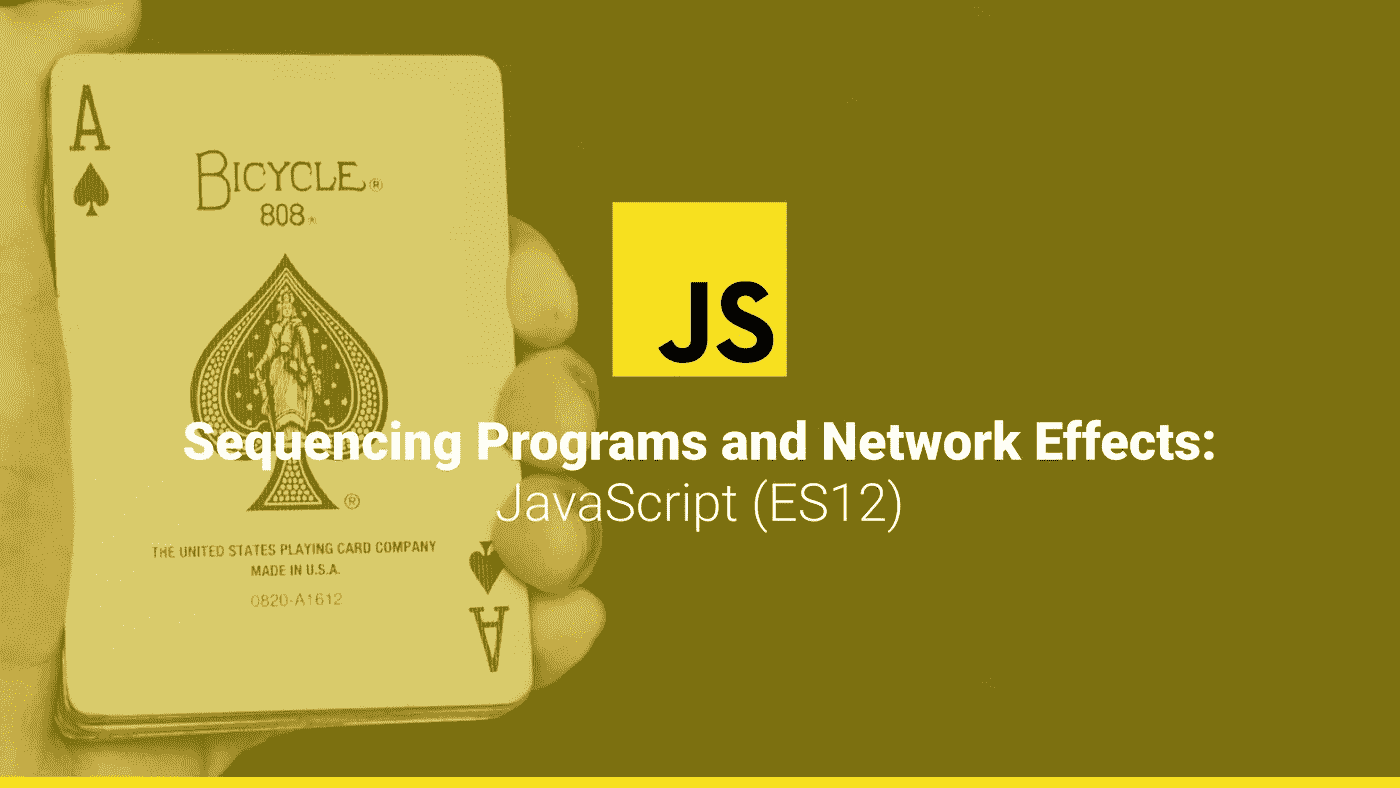 A
BICYCLE®
808
®
THE UNITED STATES PLAYING CARD COMPANY
MADE IN U.S.A.
0820-A1612
A
JS
Sequencing Programs and Network Effects:
JavaScript (ES12)